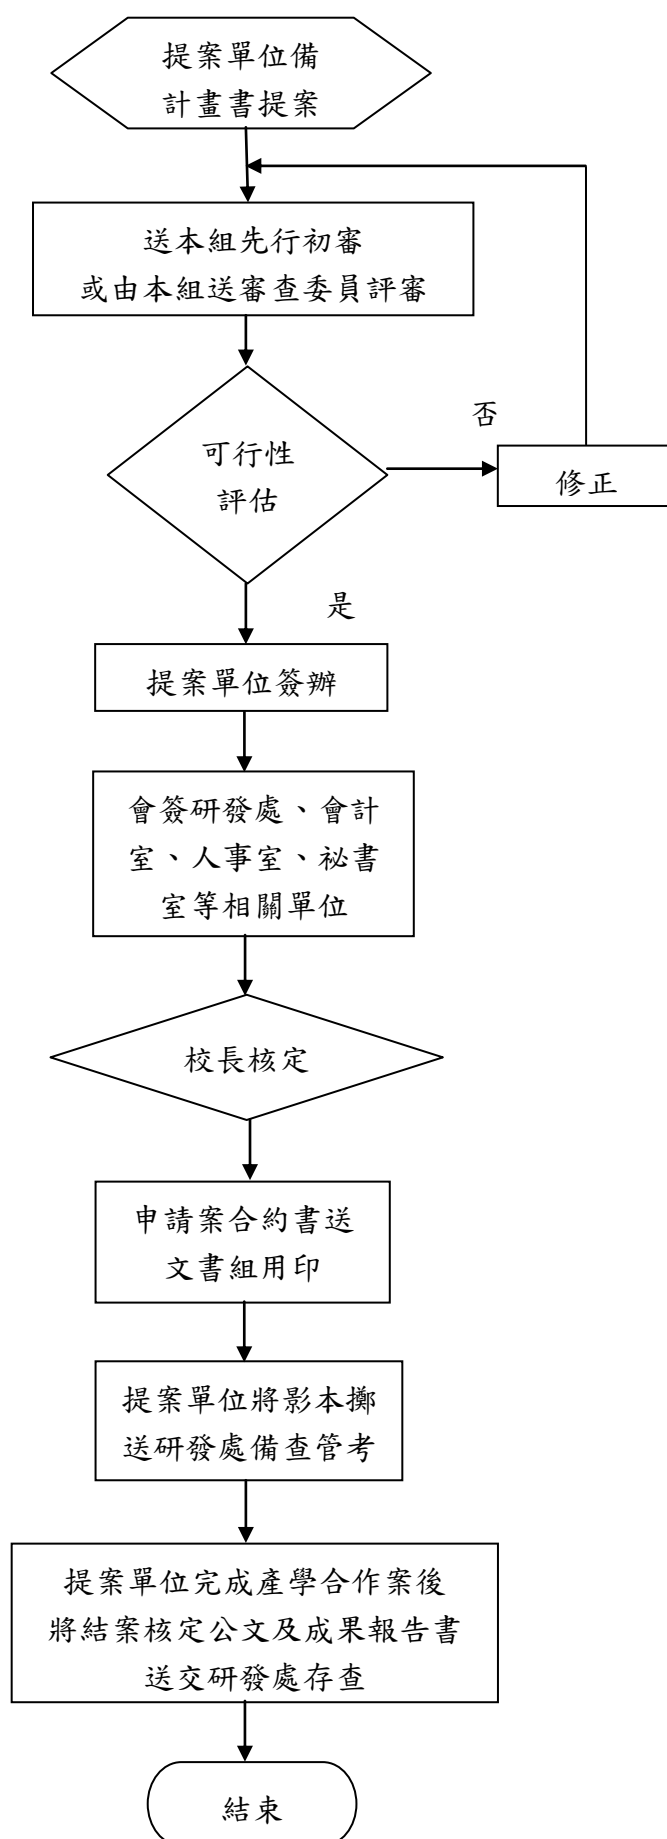 提案單位備
計畫書提案
送本組先行初審
或由本組送審查委員評審
可行性
評估
否
修正
是
提案單位簽辦
會簽研發處、會計
室、人事室、祕書
室等相關單位
校長核定
申請案合約書送
文書組用印
提案單位將影本擲
送研發處備查管考
提案單位完成產學合作案後
將結案核定公文及成果報告書
送交研發處存查
結束